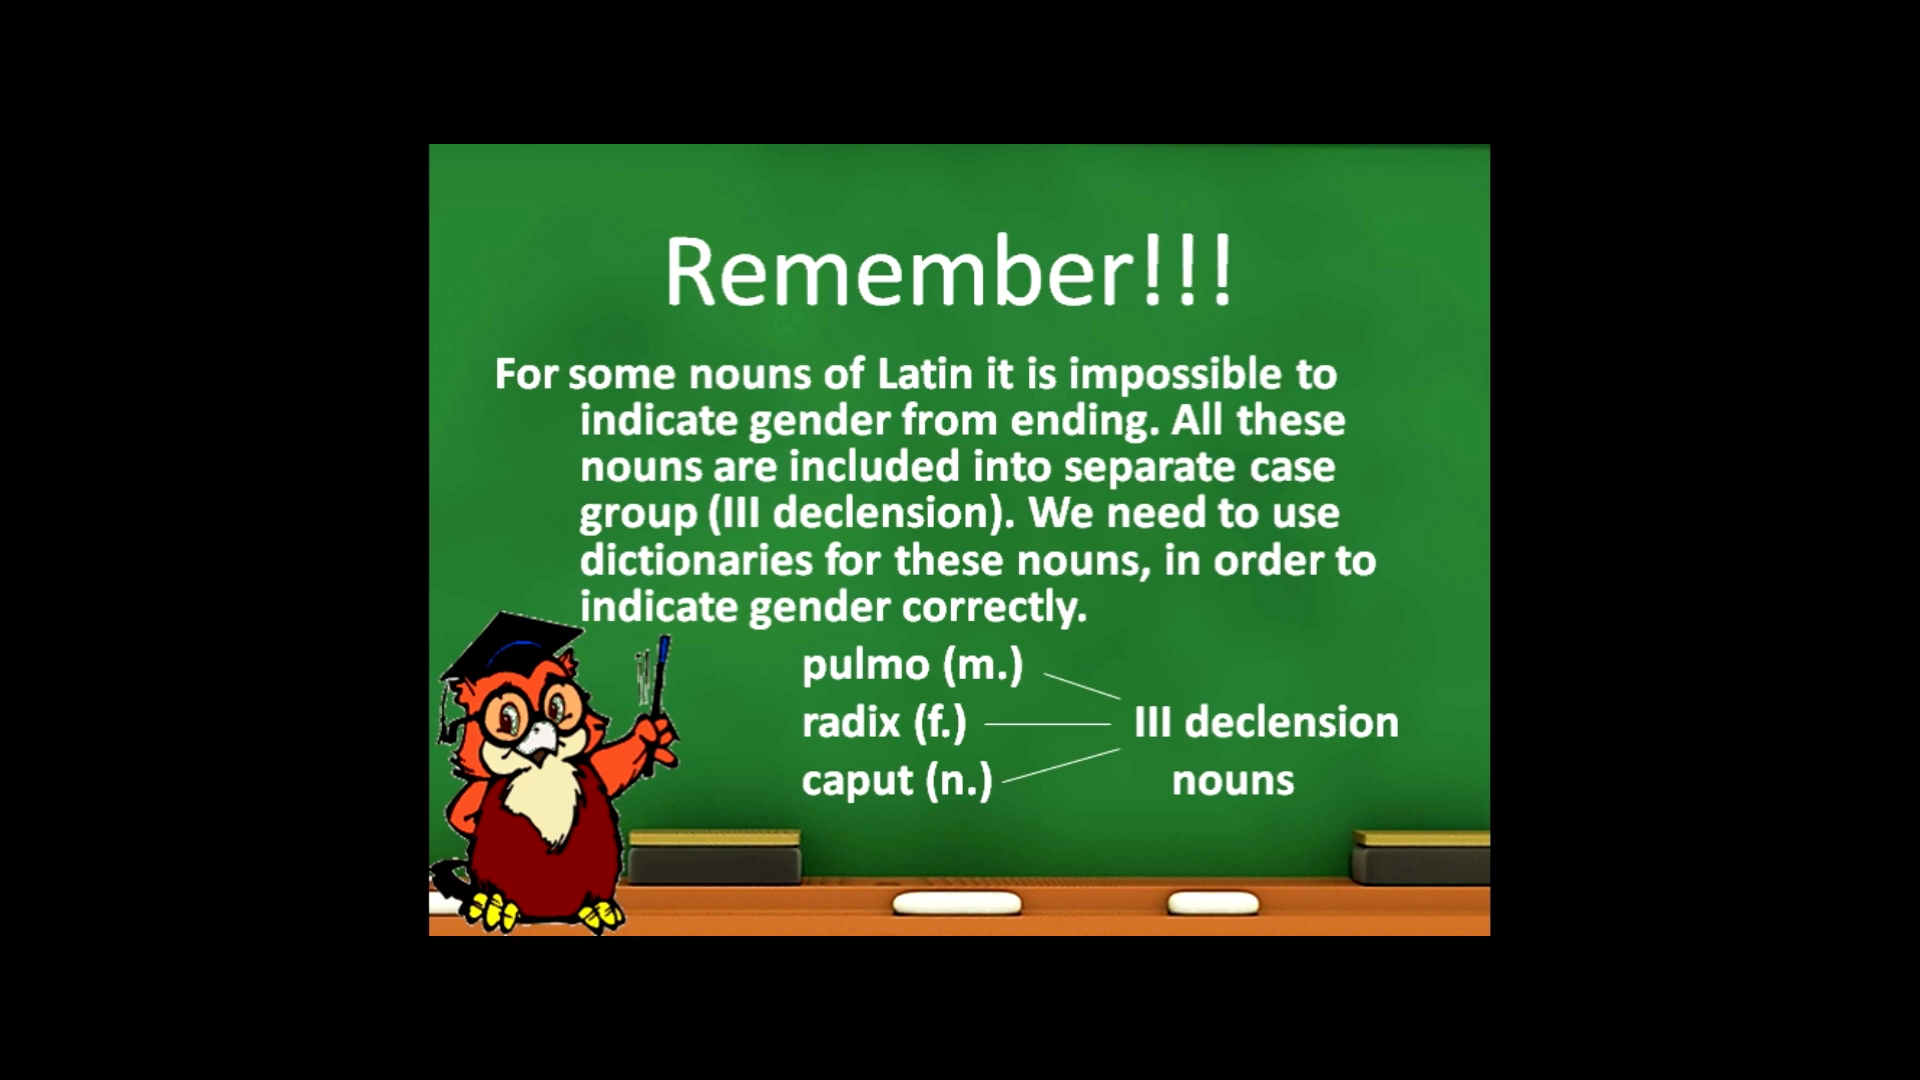 Remember!!!
For some nouns of Latin it is impossible to
indicate gender from ending. All these
nouns are included into separate case
group (III declension). We need to use
dictionaries for these nouns, in order to
indicate gender correctly.
pulmo (m.)
radix (f.) III declension
caput (n.) nouns